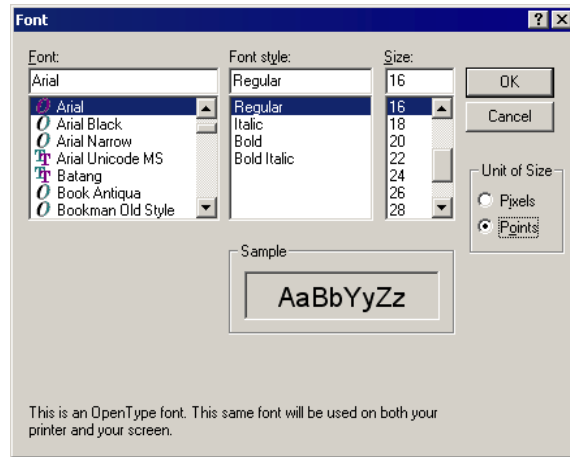 Font
Font:
Font style:
Size:
Arial
Regular
16
OK
Cancel
Arial
Arial Black
Arial Narrow
Arial Unicode MS
Batang
Book Antiqua
Bookman Old Style
Regular
Italic
Bold
Bold Italic
16
18
20
22
24
26
28
Unit of Size
Pixels
Points
Sample
AaBbYyZz
This is an OpenType font. This same font will be used on both your
printer and your screen.